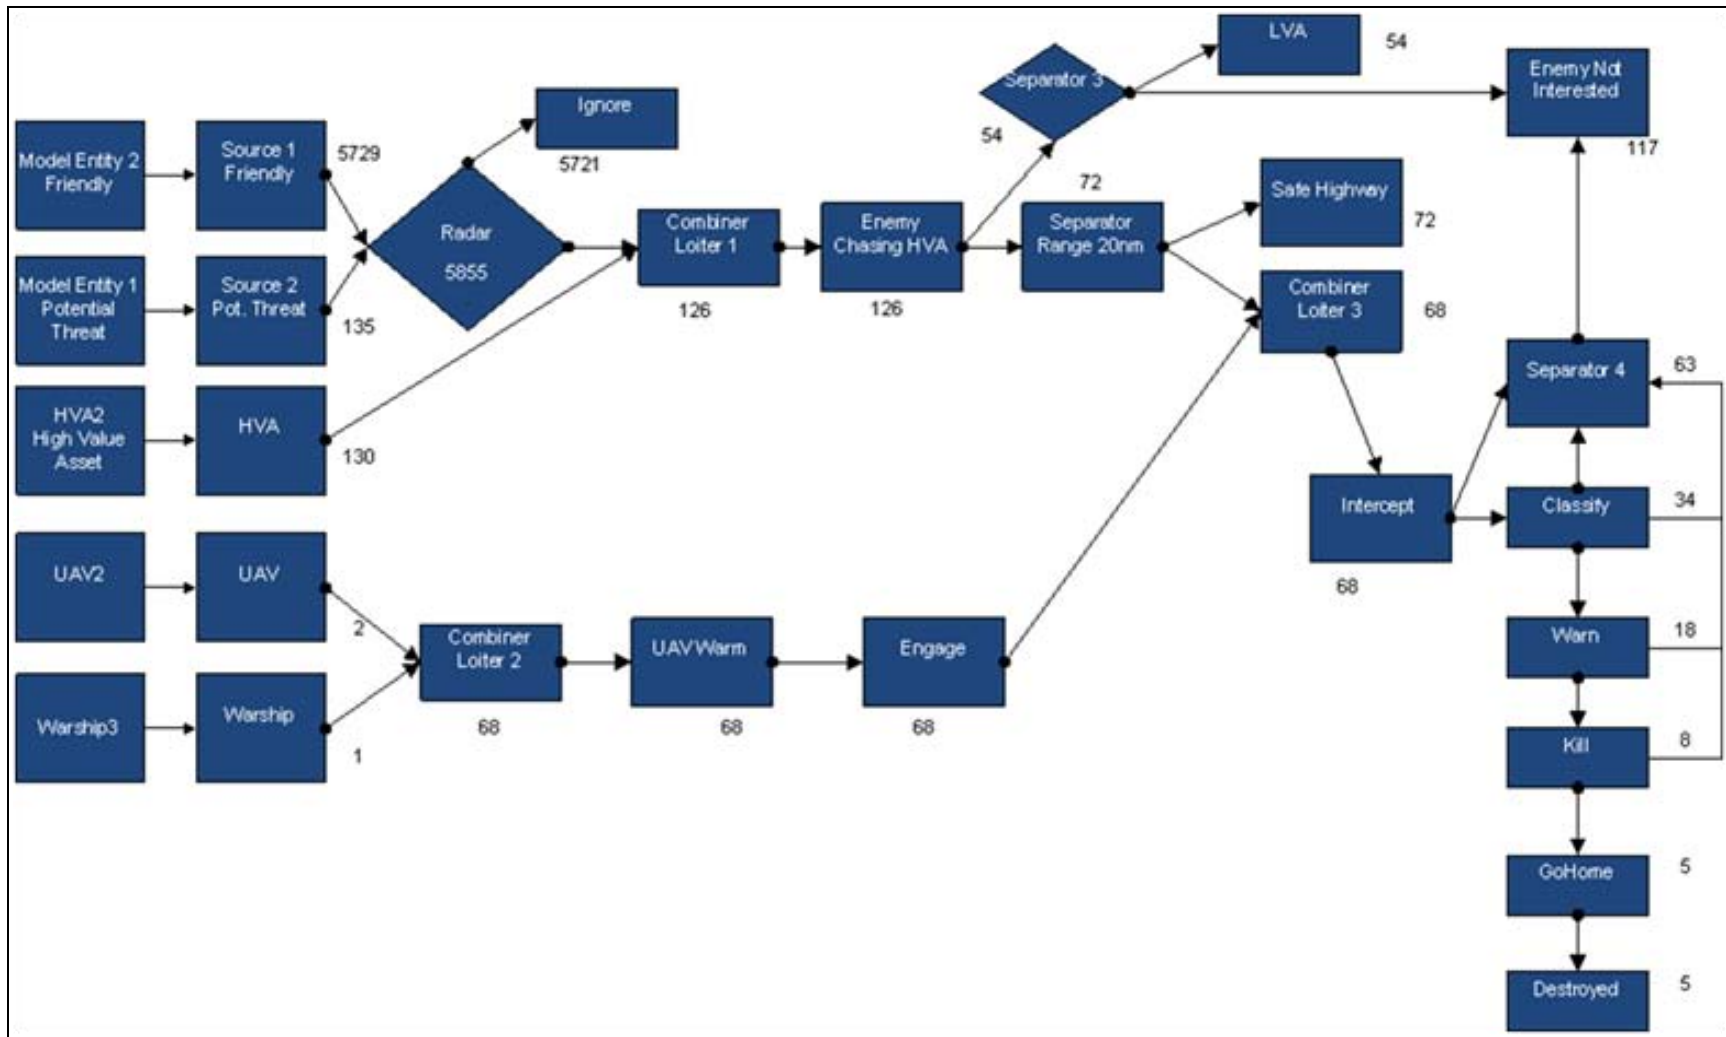 LVA
54
Separator 3
Enemy Not
Interested
54
117
Ignore
5721
Model Entity 2
Friendly
Source 1
Friendly
5729
Radar
5855
Model Entity 1
Potential
Threat
Source 2
Pot. Threat
135
HVA2
High Value
Asset
HVA
130
Combiner
Loiter 1
126
Enemy
Chasing HVA
126
72
Separator
Range 20nm
Safe Highway
72
Combiner
Loiter 3
68
Separator 4
63
Intercept
68
Classify
34
UAV2
UAV
2
Warship3
Warship
1
Combiner
Loiter 2
68
UAV Warm
68
Engage
68
Warn
18
Kill
8
GoHome
5
Destroyed
5